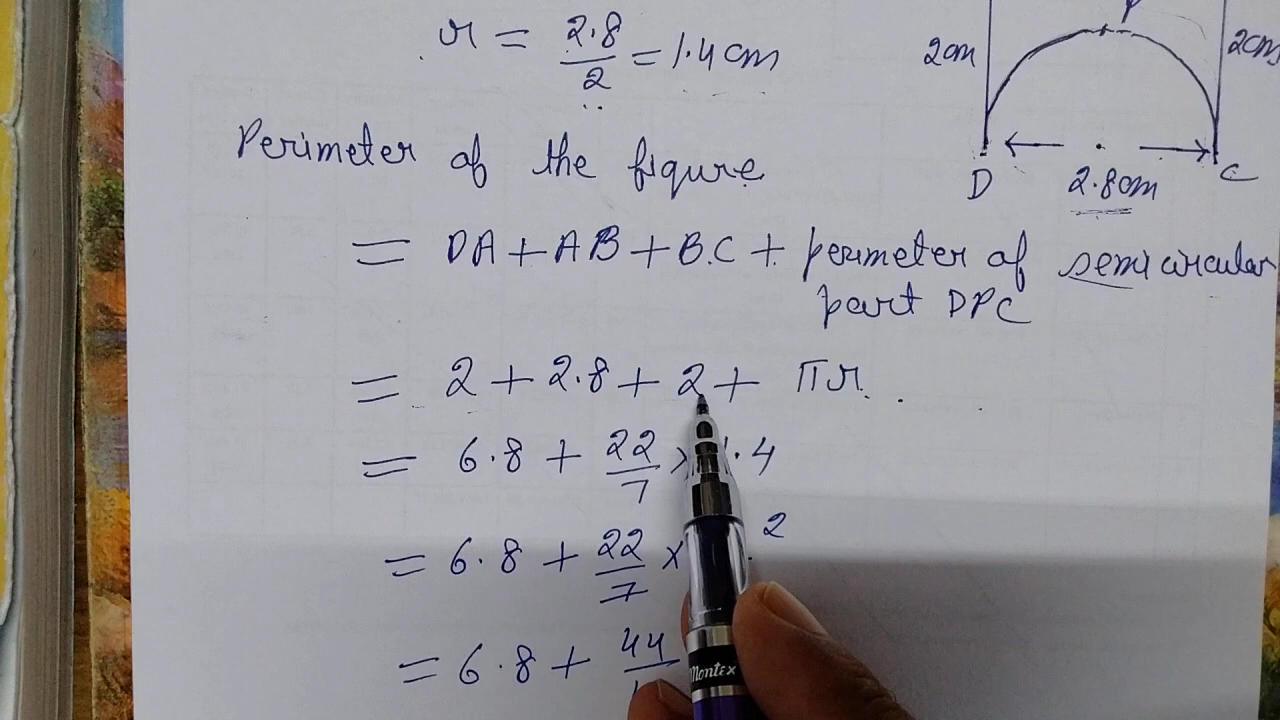 r = 2.8/2 = 1.4 cm
P
2cm
2cm
D
2.8cm
C
Perimeter of the figure
= DA + AB + BC + perimeter of semicircular
part DPC
= 2 + 2.8 + 2 + πr
= 6.8 + 22/7 × 1.4
= 6.8 + 22/7 ×
2
= 6.8 + 44
Montex